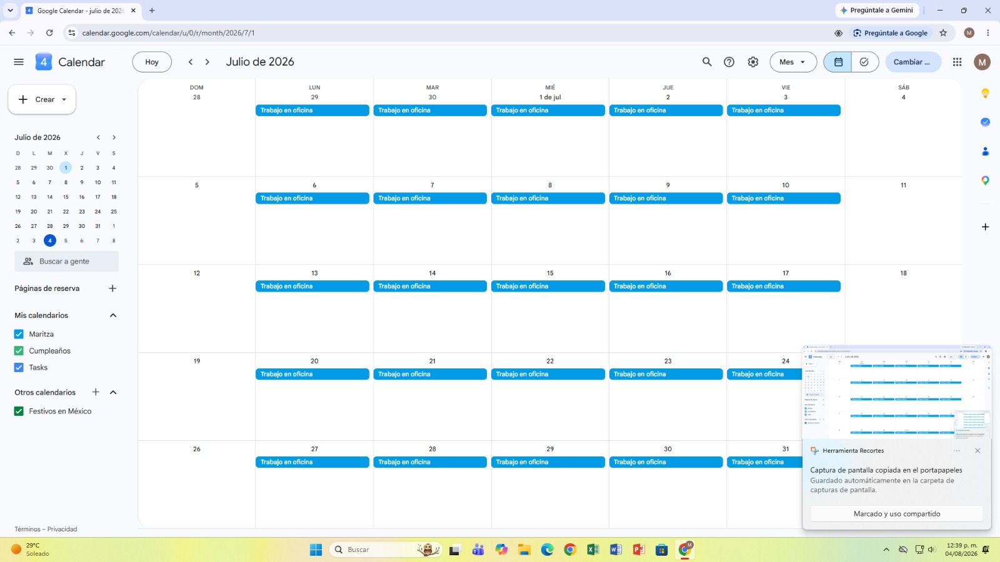 Google Calendar - julio de 202
Pregúntale a Gemini
calendar.google.com/calendar/u/0/r/month/2026/7/1
Pregúntale a Google
M
4
Calendar
Hoy
Julio de 2026
Mes
Cambiar ...
M
Crear
Julio de 2026
D L M X J V S
28 29 30 1 2 3 4
5 6 7 8 9 10 11
12 13 14 15 16 17 18
19 20 21 22 23 24 25
26 27 28 29 30 31 1
2 3 4 5 6 7 8
Buscar a gente
Páginas de reserva
Mis calendarios
Maritza
Cumpleaños
Tasks
Otros calendarios
Festivos en México
Términos – Privacidad
DOM LUN MAR MIÉ JUE VIE SÁB
28 29 30 1 de jul 2 3 4
Trabajo en oficina Trabajo en oficina Trabajo en oficina Trabajo en oficina Trabajo en oficina
5 6 7 8 9 10 11
Trabajo en oficina Trabajo en oficina Trabajo en oficina Trabajo en oficina Trabajo en oficina
12 13 14 15 16 17 18
Trabajo en oficina Trabajo en oficina Trabajo en oficina Trabajo en oficina Trabajo en oficina
19 20 21 22 23 24
Trabajo en oficina Trabajo en oficina Trabajo en oficina Trabajo en oficina Trabajo en oficina
26 27 28 29 30 31
Trabajo en oficina Trabajo en oficina Trabajo en oficina Trabajo en oficina Trabajo en oficina
Herramienta Recortes
Captura de pantalla copiada en el portapapeles
Guardado automáticamente en la carpeta de
capturas de pantalla.
Marcado y uso compartido
29°C
Soleado
Buscar
12:39 p. m.
04/08/2026